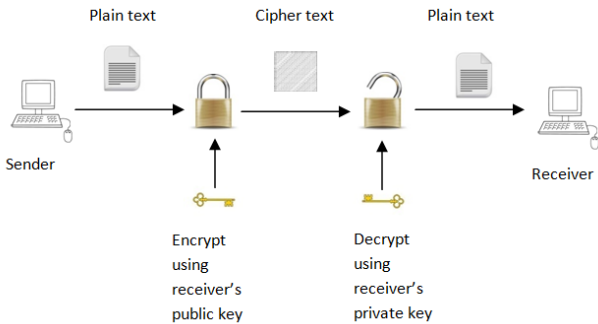 Plain text
Cipher text
Plain text
Sender
Receiver
Encrypt
using
receiver's
public key
Decrypt
using
receiver's
private key